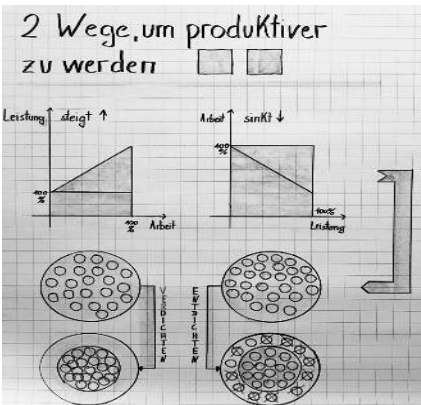 2 Wege, um produktiver
zu werden
Leistung steigt ↑
100
%
100
%
Arbeit
Arbeit sinkt ↓
100
%
100%
Leistung
VERDICHTEN
ENTDICHTEN